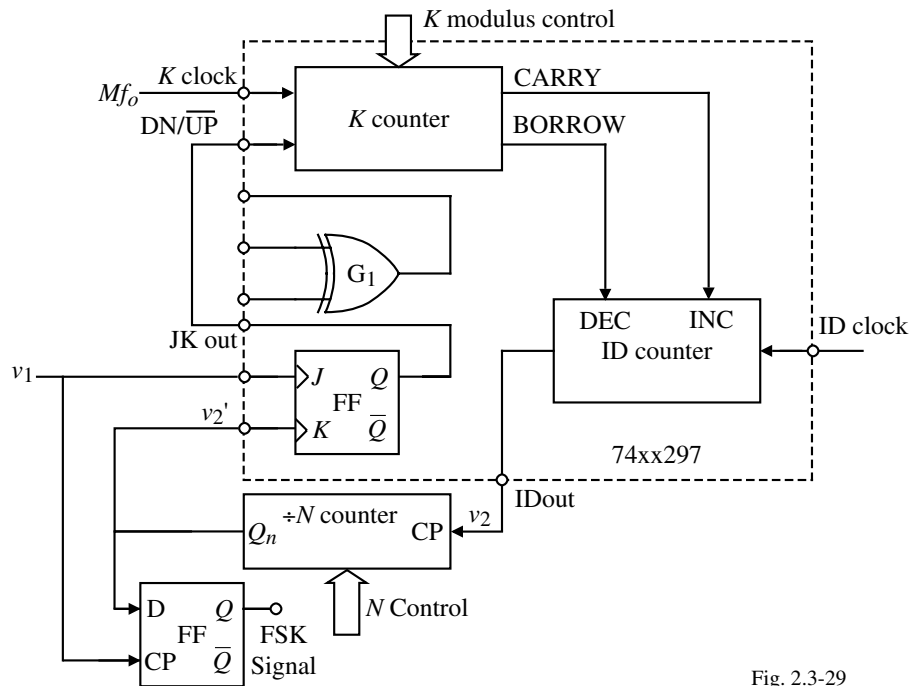 K modulus control
K clock
Mfₒ
DN/U̅P̅
K counter
CARRY
BORROW
G₁
DEC INC
ID counter
ID clock
JK out
v₁
J Q
FF
K Q̅
v₂'
74xx297
IDout
v₂
÷N counter
Qₙ CP
N Control
D Q
FF
CP Q̅
FSK
Signal
Fig. 2.3-29